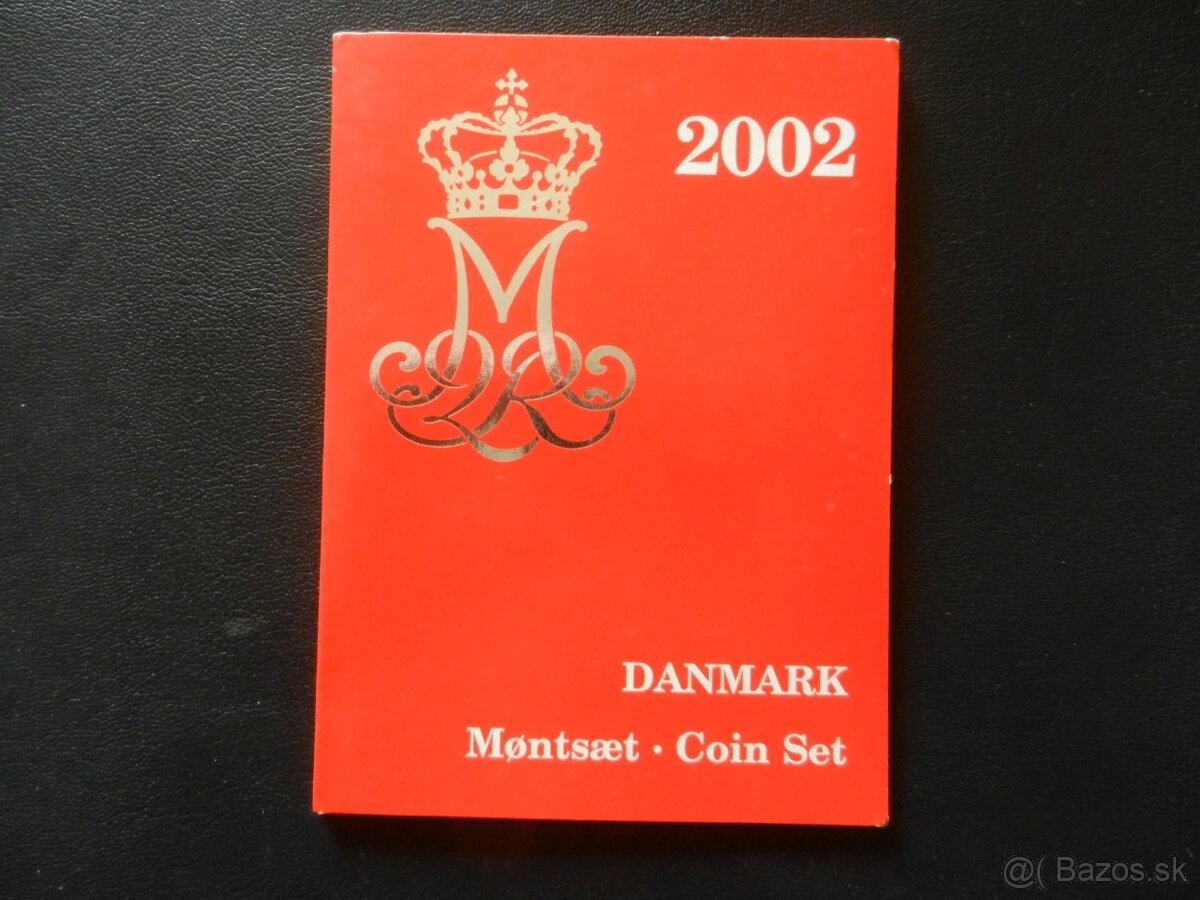 2002
DANMARK
Møntsæt · Coin Set
@( Bazos.sk